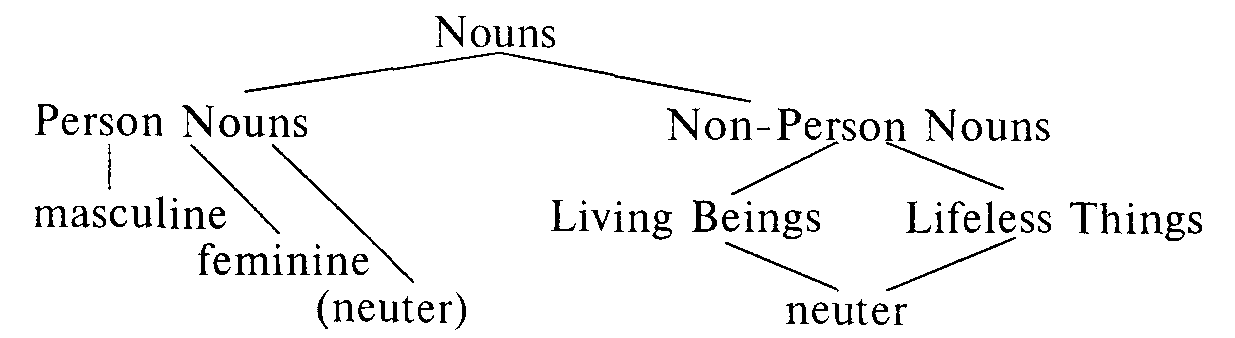 Nouns
Person Nouns
Non-Person Nouns
masculine
Living Beings
Lifeless Things
feminine
(neuter)
neuter